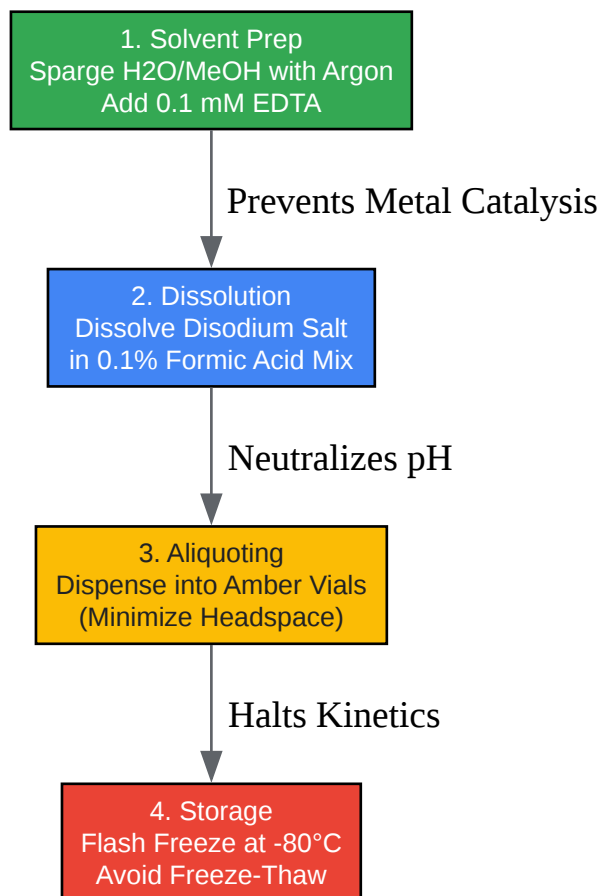 1. Solvent Prep
Sparge H2O/MeOH with Argon
Add 0.1 mM EDTA
Prevents Metal Catalysis
2. Dissolution
Dissolve Disodium Salt
in 0.1% Formic Acid Mix
Neutralizes pH
3. Aliquoting
Dispense into Amber Vials
(Minimize Headspace)
Halts Kinetics
4. Storage
Flash Freeze at -80°C
Avoid Freeze-Thaw